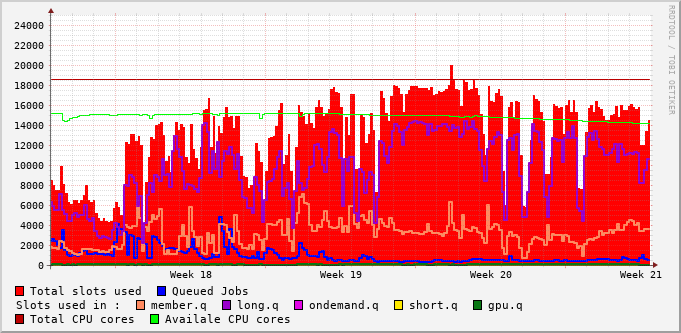 RRDTOOL / TOBI OETIKER
24000
22000
20000
18000
16000
14000
12000
10000
8000
6000
4000
2000
0
Week 18 Week 19 Week 20 Week 21
Total slots used Queued Jobs
Slots used in : member.q long.q ondemand.q short.q gpu.q
Total CPU cores Availale CPU cores